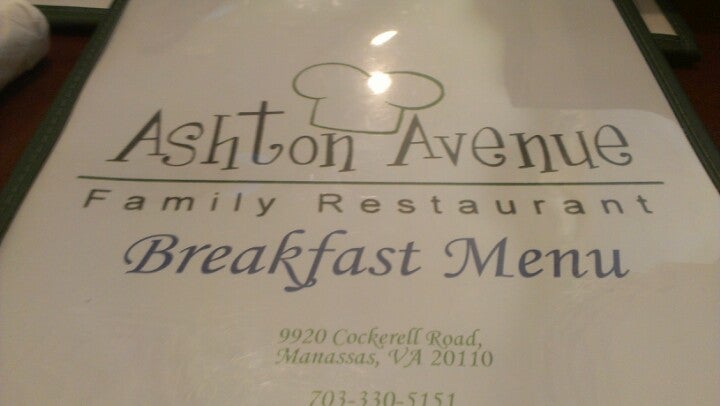 Ashton Avenue
Family Restaurant
Breakfast Menu
9920 Cockerell Road,
Manassas, VA 20110
703-330-5151